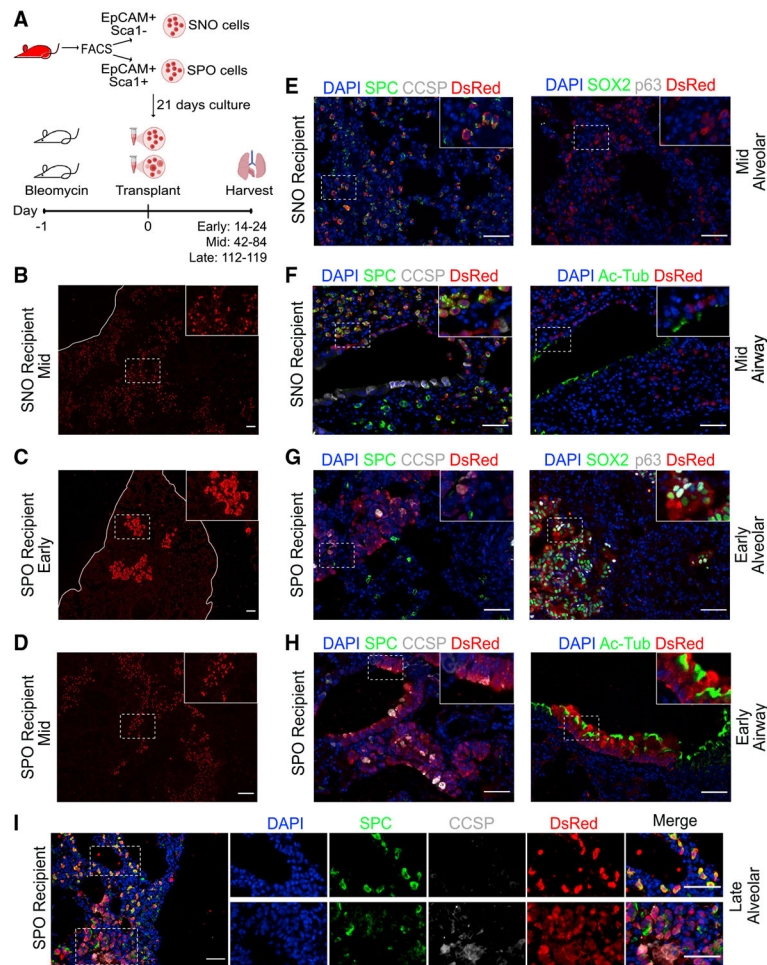 A
EpCAM+
Sca1-
SNO cells
FACS
EpCAM+
Sca1+
SPO cells
21 days culture
Bleomycin
Transplant
Harvest
Day
-1
0
Early: 14-24
Mid: 42-84
Late: 112-119
B
SNO Recipient
Mid
C
SPO Recipient
Early
D
SPO Recipient
Mid
E
DAPI SPC CCSP DsRed
DAPI SOX2 p63 DsRed
SNO Recipient
Mid
Alveolar
F
DAPI SPC CCSP DsRed
DAPI Ac-Tub DsRed
SNO Recipient
Mid
Airway
G
DAPI SPC CCSP DsRed
DAPI SOX2 p63 DsRed
SPO Recipient
Early
Alveolar
H
DAPI SPC CCSP DsRed
DAPI Ac-Tub DsRed
SPO Recipient
Early
Airway
I
DAPI
SPC
CCSP
DsRed
Merge
SPO Recipient
Late
Alveolar